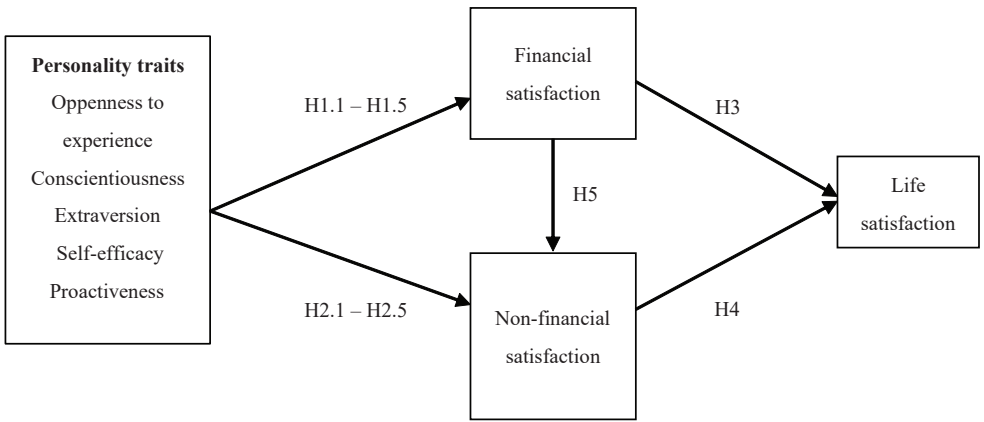 Personality traits
Oppenness to
experience
Conscientiousness
Extraversion
Self-efficacy
Proactiveness
H1.1 – H1.5
H2.1 – H2.5
Financial
satisfaction
H5
Non-financial
satisfaction
H3
H4
Life
satisfaction